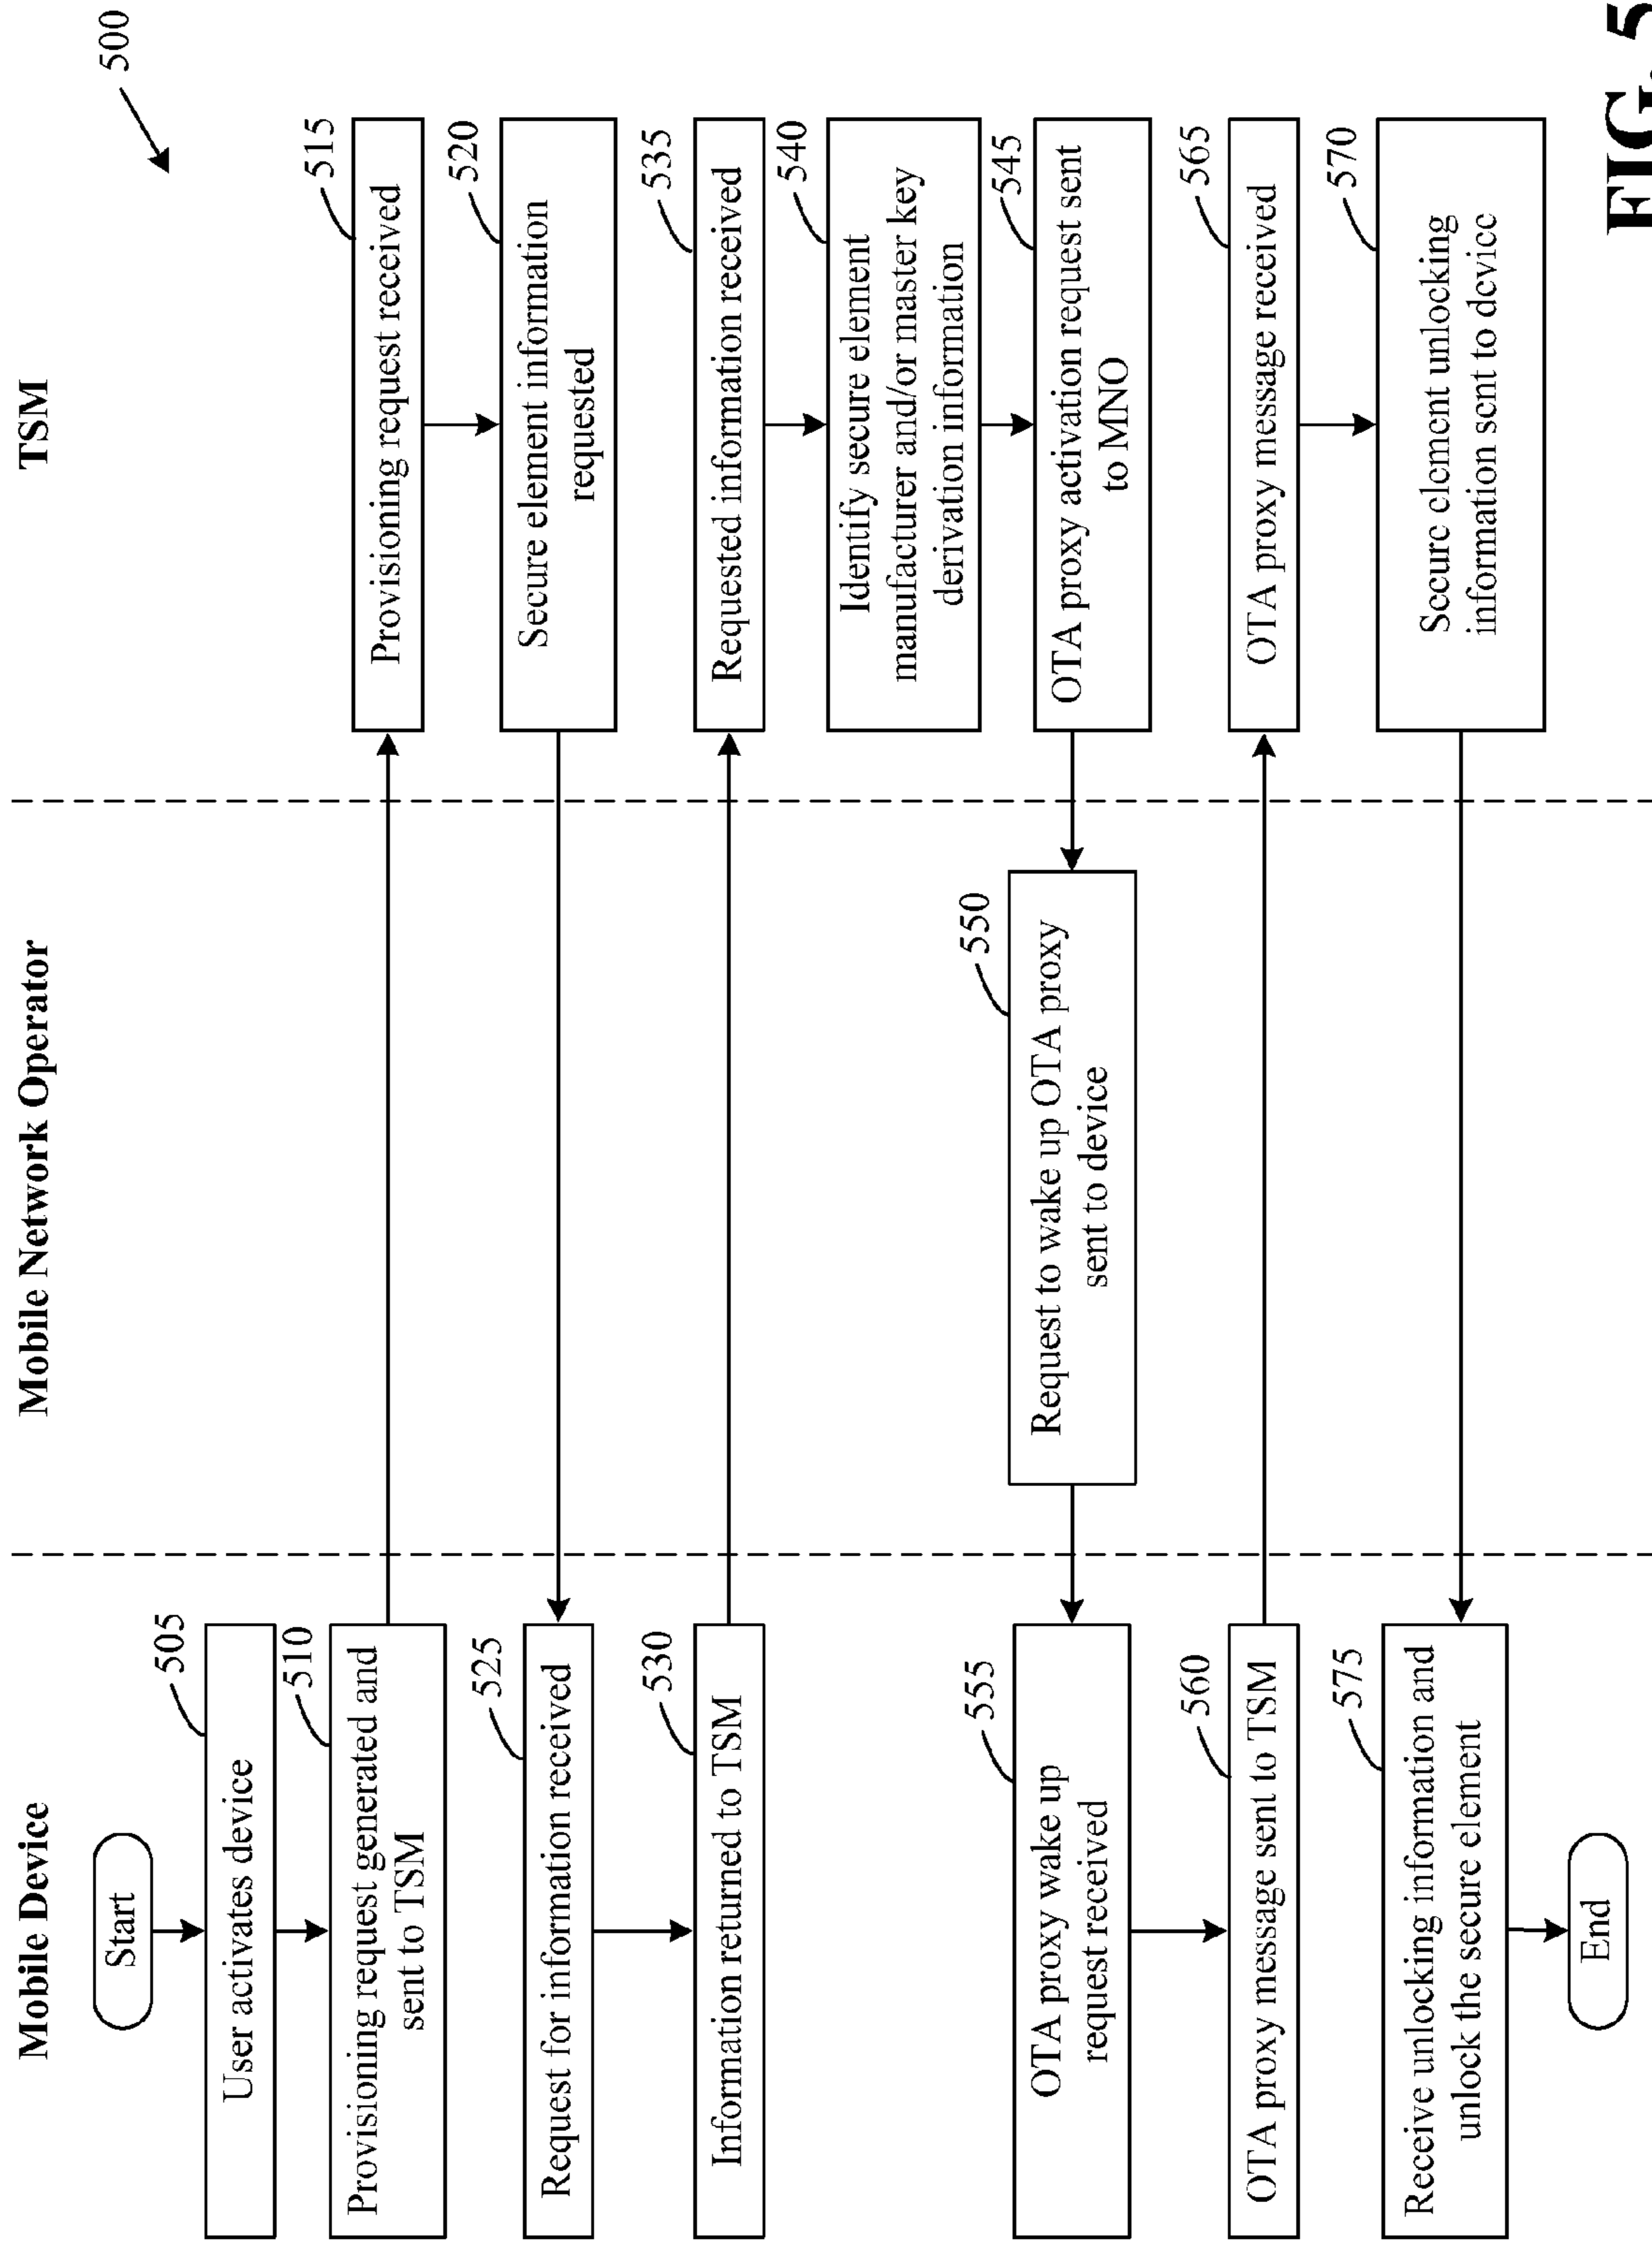 Mobile Device
Mobile Network Operator
TSM
500
Start
505
User activates device
510
Provisioning request generated and
sent to TSM
515
Provisioning request received
520
Secure element information
requested
525
Request for information received
530
Information returned to TSM
535
Requested information received
540
Identify secure element
manufacturer and/or master key
derivation information
545
OTA proxy activation request sent
to MNO
550
Request to wake up OTA proxy
sent to device
555
OTA proxy wake up
request received
560
OTA proxy message sent to TSM
565
OTA proxy message received
570
Secure element unlocking
information sent to device
575
Receive unlocking information and
unlock the secure element
End
FIG. 5